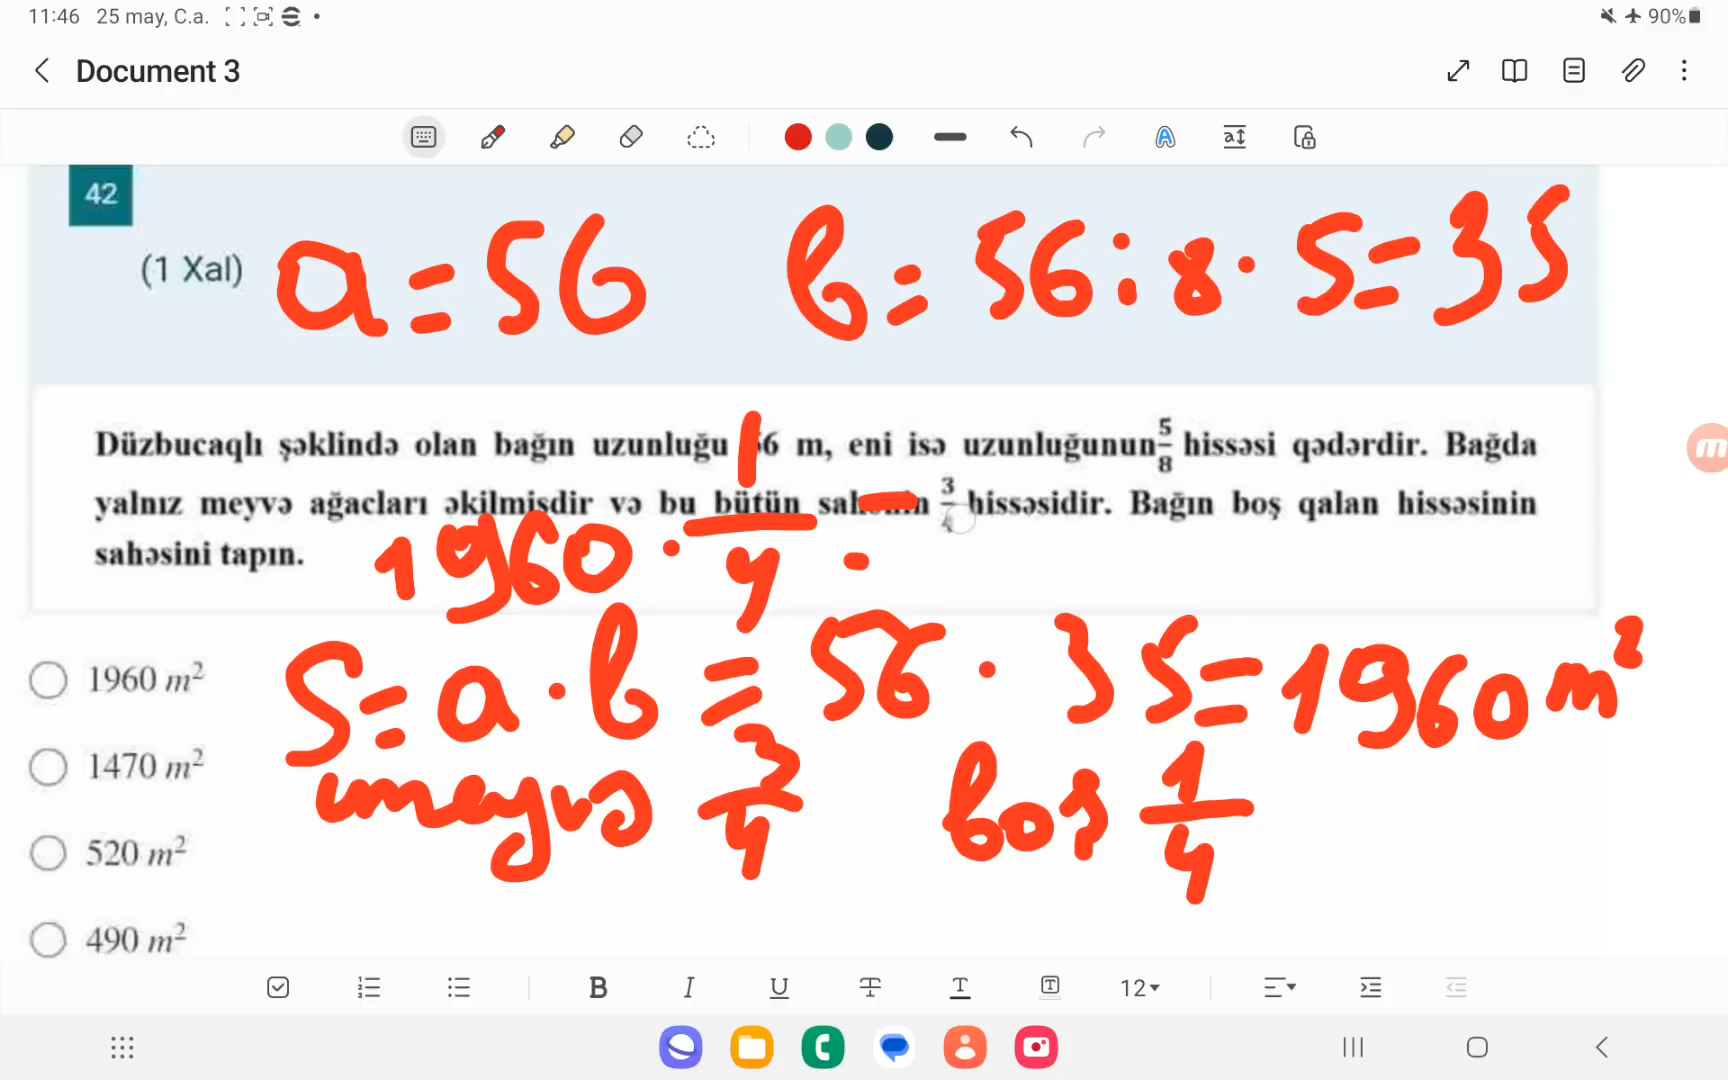 11:46 25 may, C.a. 90%
Document 3
42
(1 Xal)
a = 56 b = 56 : 8 · 5 = 35
Düzbucaqlı şəklində olan bağın uzunluğu 56 m, eni isə uzunluğunun 5/8 hissəsi qədərdir. Bağda
yalnız meyvə ağacları əkilmişdir və bu bütün sahənin 3/4 hissəsidir. Bağın boş qalan hissəsinin
sahəsini tapın.
1960 · 1/4 =
S = a · b = 56 · 35 = 1960 m²
meyvə 3/4 boş 1/4
1960 m²
1470 m²
520 m²
490 m²
B I U T T T 12